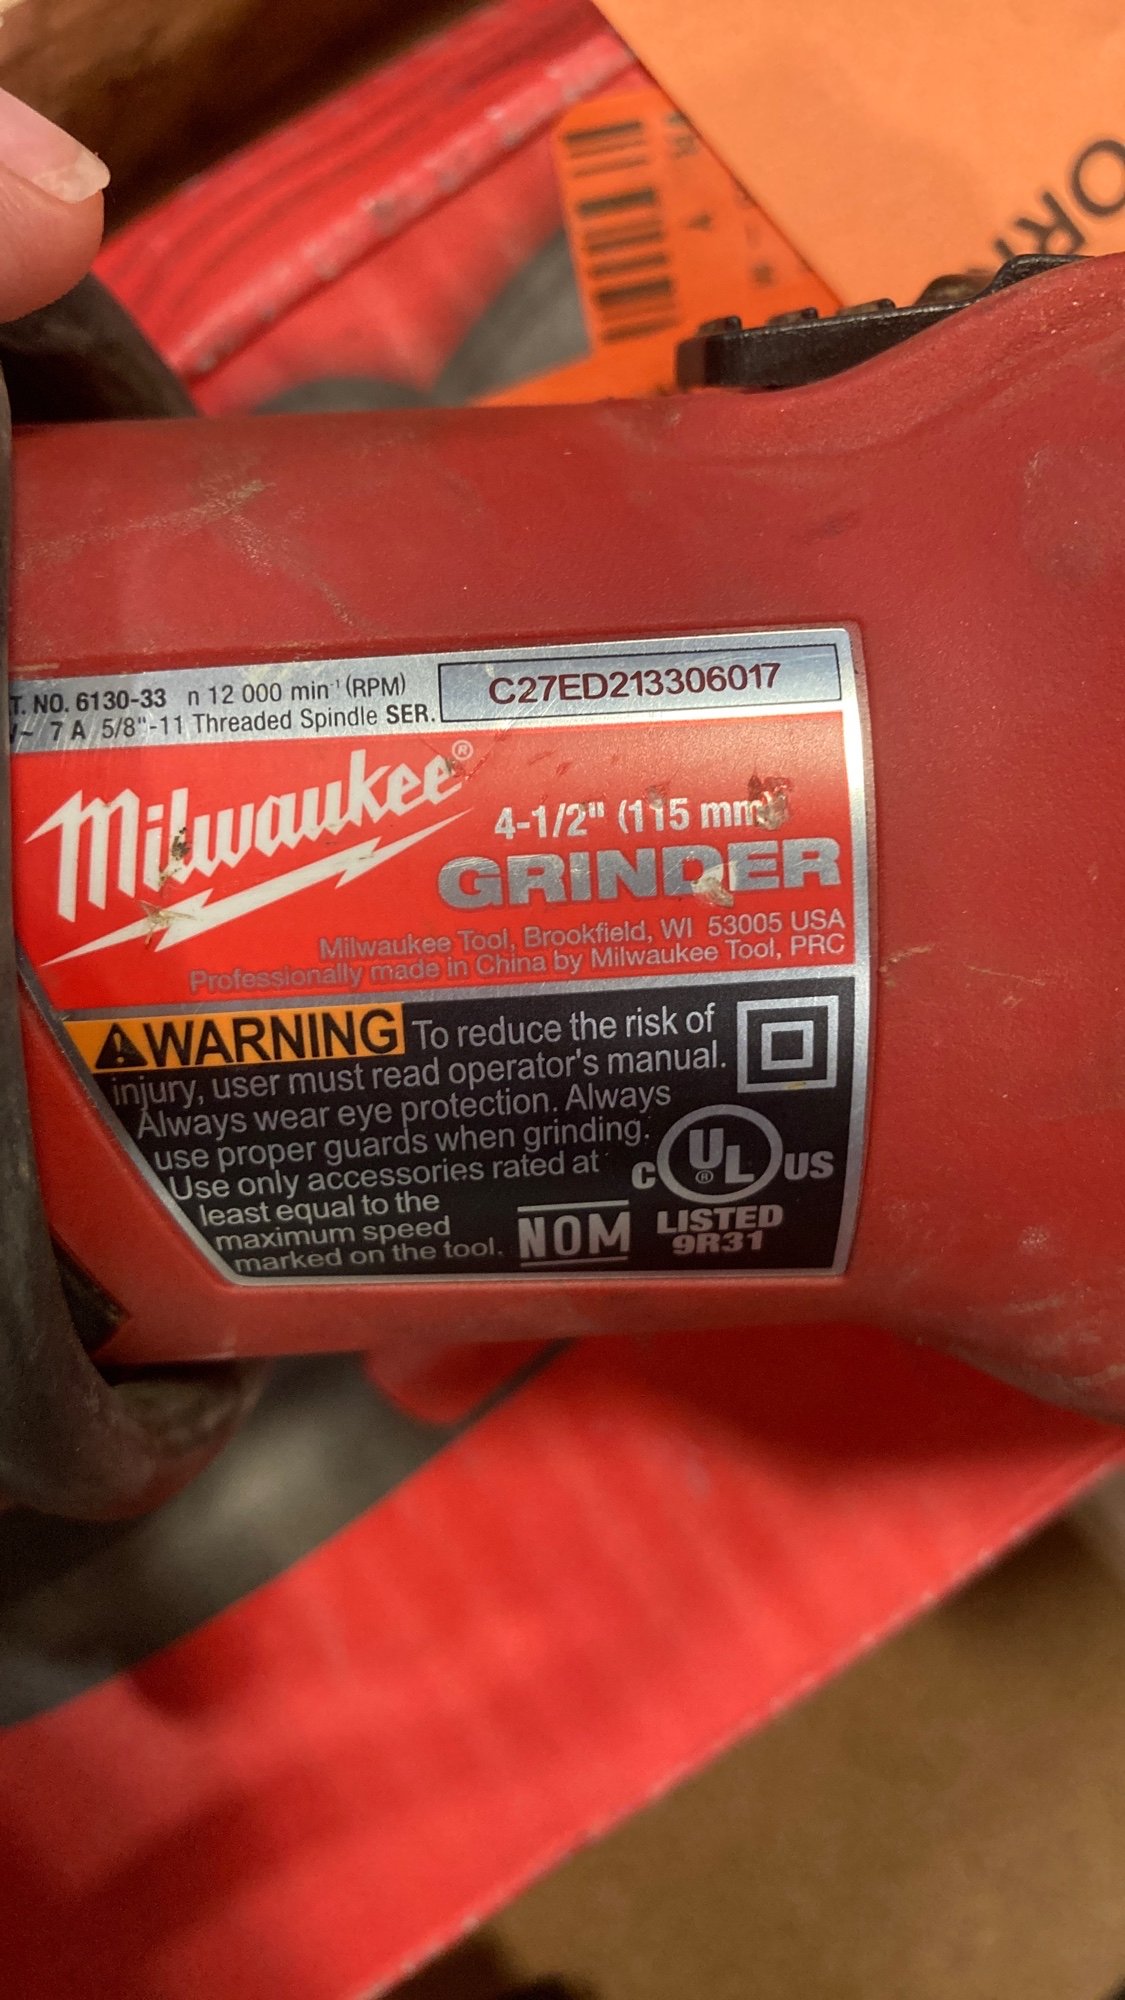 T. NO. 6130-33 n 12 000 min⁻¹ (RPM)
7 A 5/8"-11 Threaded Spindle SER.
C27ED213306017
Milwaukee®
4-1/2" (115 mm)
GRINDER
Milwaukee Tool, Brookfield, WI 53005 USA
Professionally made in China by Milwaukee Tool, PRC
WARNING To reduce the risk of
injury, user must read operator's manual.
Always wear eye protection. Always
use proper guards when grinding.
Use only accessories rated at
least equal to the
maximum speed
marked on the tool.
NOM
C UL® US
LISTED
9R31
ORI